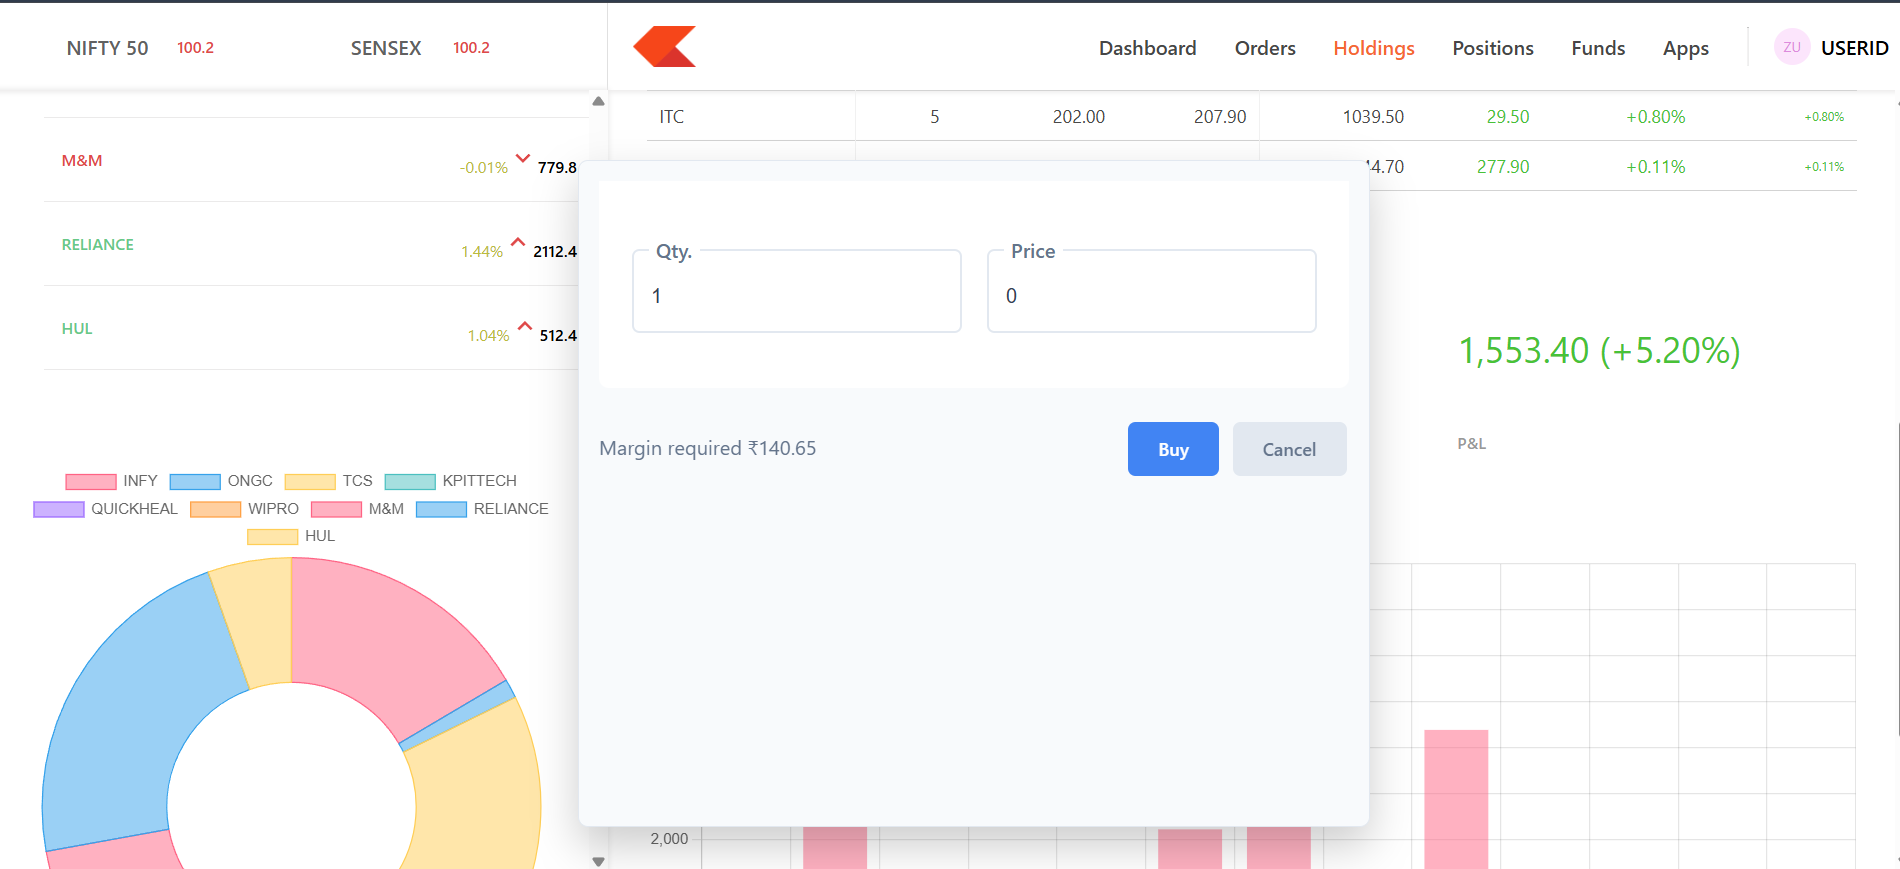 NIFTY 50 100.2 SENSEX 100.2
Dashboard Orders Holdings Positions Funds Apps ZU USERID
M&M -0.01% 779.8
RELIANCE 1.44% 2112.4
HUL 1.04% 512.4
INFY ONGC TCS KPITTECH
QUICKHEAL WIPRO M&M RELIANCE
HUL
ITC 5 202.00 207.90 1039.50 29.50 +0.80% +0.80%
4.70 277.90 +0.11% +0.11%
Qty. Price
1 0
Margin required ₹140.65 Buy Cancel
1,553.40 (+5.20%)
P&L
2,000